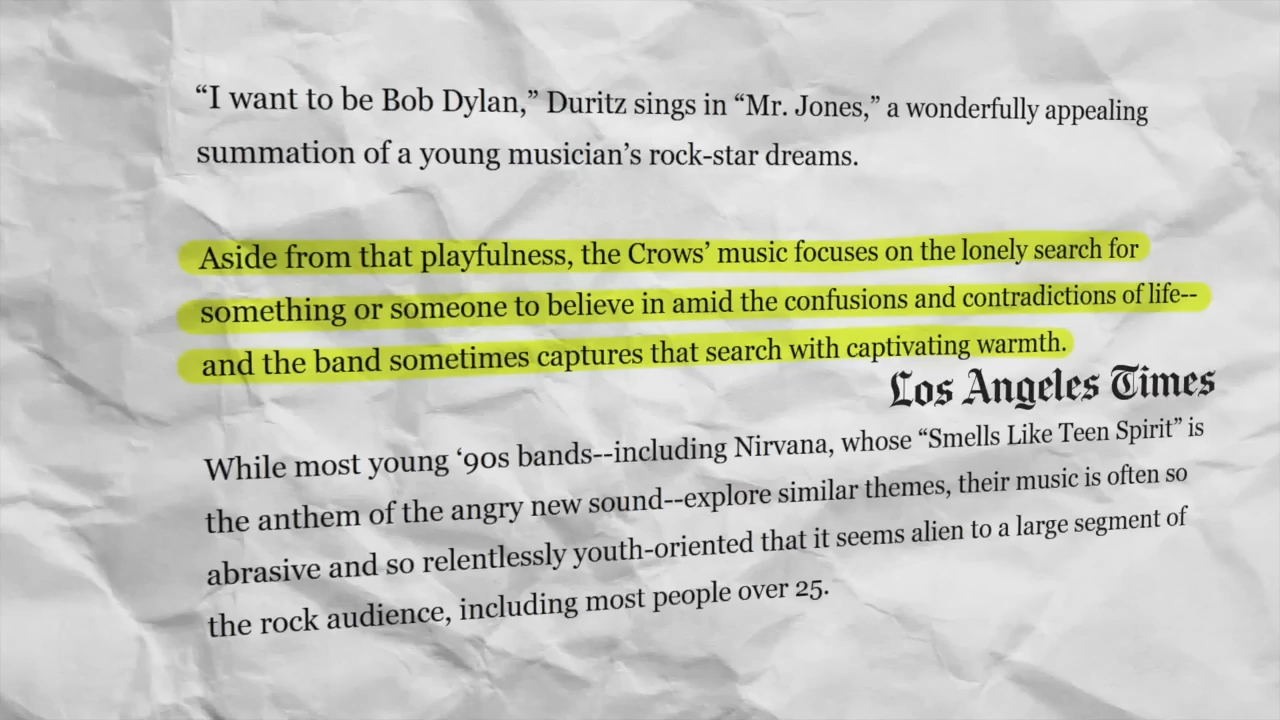 “I want to be Bob Dylan,” Duritz sings in “Mr. Jones,” a wonderfully appealing
summation of a young musician’s rock-star dreams.
Aside from that playfulness, the Crows’ music focuses on the lonely search for
something or someone to believe in amid the confusions and contradictions of life--
and the band sometimes captures that search with captivating warmth.
Los Angeles Times
While most young ‘90s bands--including Nirvana, whose “Smells Like Teen Spirit” is
the anthem of the angry new sound--explore similar themes, their music is often so
abrasive and so relentlessly youth-oriented that it seems alien to a large segment of
the rock audience, including most people over 25.